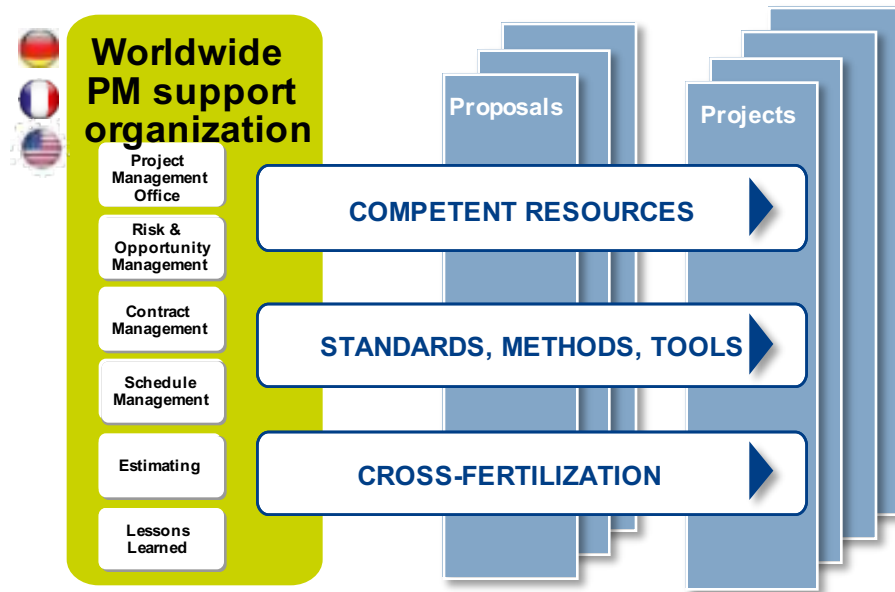 Worldwide
PM support
organization
Project
Management
Office
Risk &
Opportunity
Management
Contract
Management
Schedule
Management
Estimating
Lessons
Learned
Proposals
Projects
COMPETENT RESOURCES
STANDARDS, METHODS, TOOLS
CROSS-FERTILIZATION